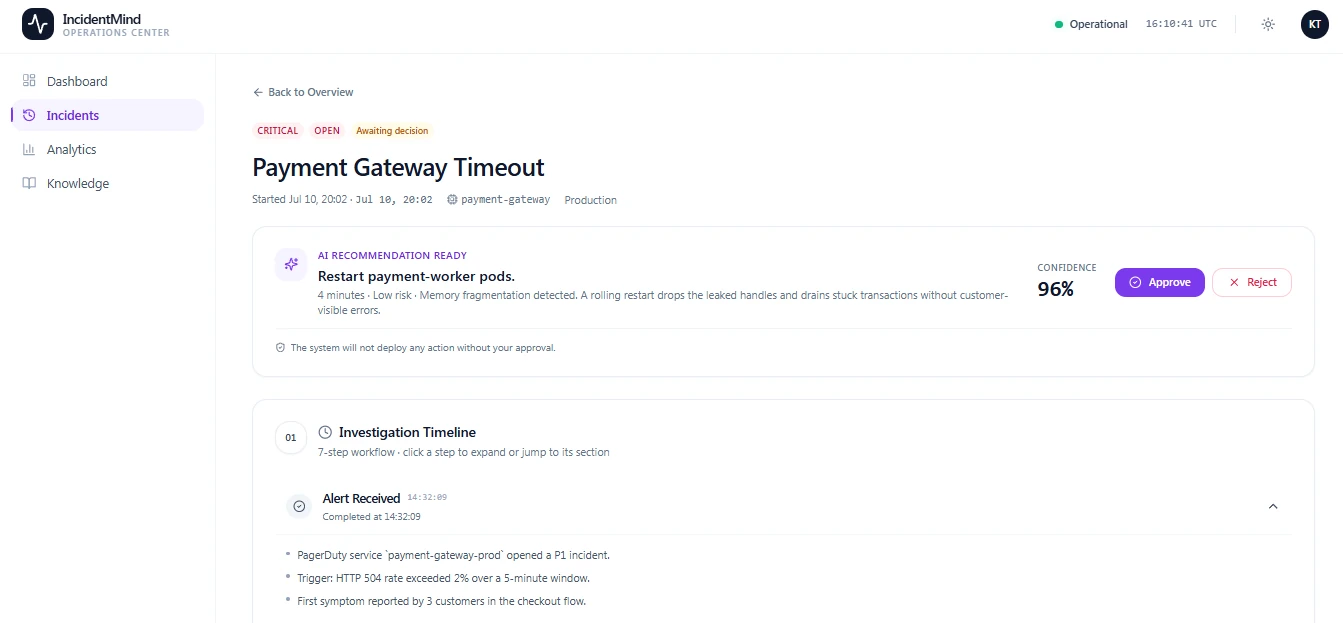 IncidentMind
OPERATIONS CENTER
Operational
16:10:41 UTC
KT
Dashboard
Incidents
Analytics
Knowledge
Back to Overview
CRITICAL OPEN Awaiting decision
Payment Gateway Timeout
Started Jul 10, 20:02 · Jul 10, 20:02 payment-gateway Production
AI RECOMMENDATION READY
Restart payment-worker pods.
4 minutes · Low risk · Memory fragmentation detected. A rolling restart drops the leaked handles and drains stuck transactions without customer-
visible errors.
CONFIDENCE
96%
Approve
Reject
The system will not deploy any action without your approval.
01
Investigation Timeline
7-step workflow · click a step to expand or jump to its section
Alert Received 14:32:09
Completed at 14:32:09
• PagerDuty service `payment-gateway-prod` opened a P1 incident.
• Trigger: HTTP 504 rate exceeded 2% over a 5-minute window.
• First symptom reported by 3 customers in the checkout flow.